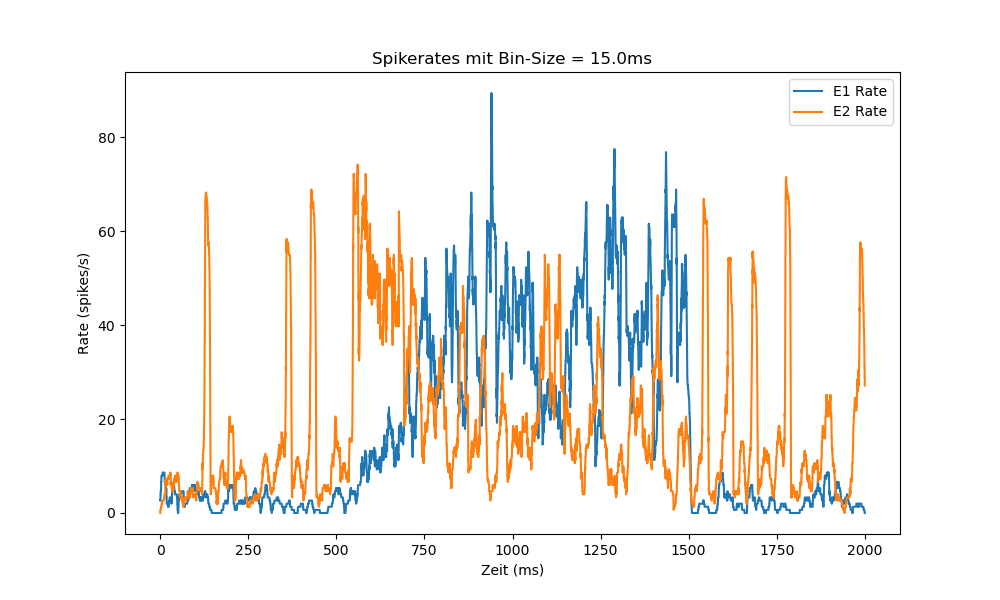 Spikerates mit Bin-Size = 15.0ms
E1 Rate
E2 Rate
Rate (spikes/s)
80
60
40
20
0
0 250 500 750 1000 1250 1500 1750 2000
Zeit (ms)